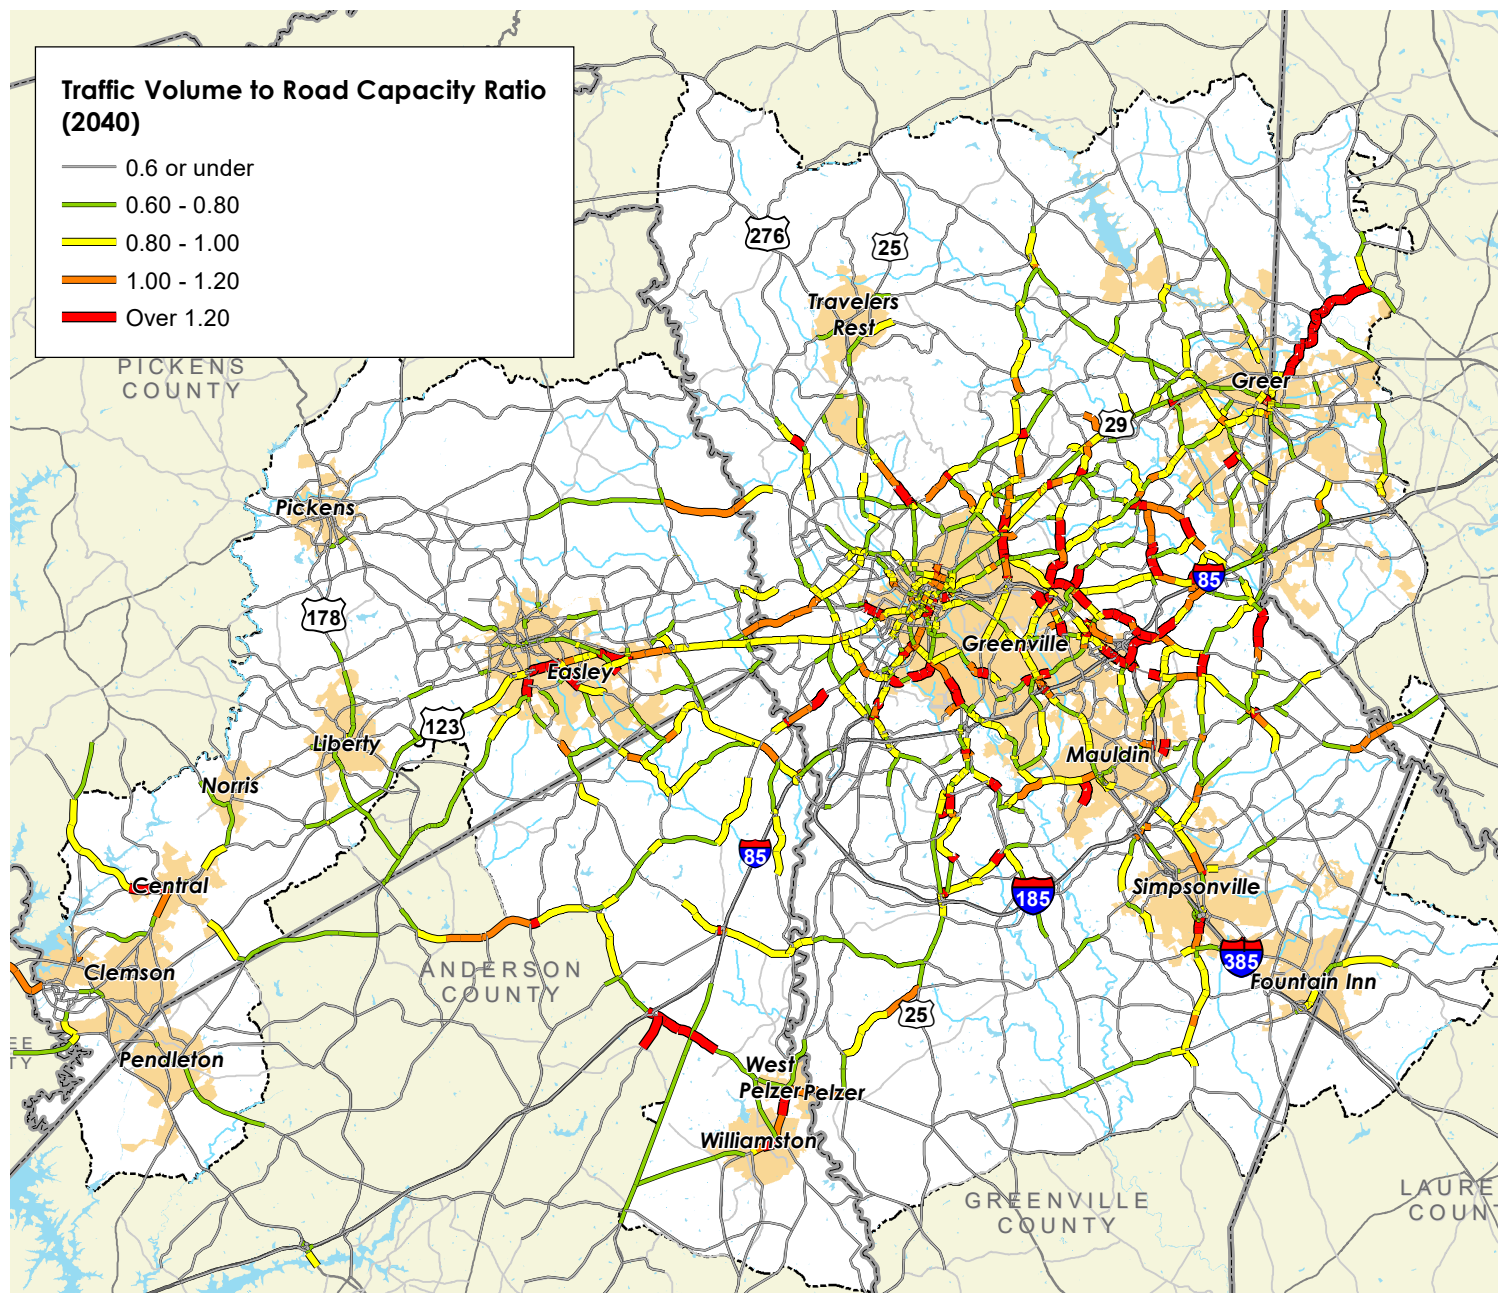 Traffic Volume to Road Capacity Ratio
(2040)
0.6 or under
0.60 - 0.80
0.80 - 1.00
1.00 - 1.20
Over 1.20
PICKENS
COUNTY
276
25
Travelers
Rest
Greer
29
Pickens
85
178
Greenville
Easley
123
Liberty
Mauldin
Norris
85
Central
Simpsonville
185
385
Clemson
ANDERSON
COUNTY
Fountain Inn
25
EE
TY
Pendleton
West
Pelzer
Pelzer
Williamston
GREENVILLE
COUNTY
LAURE
COUNT